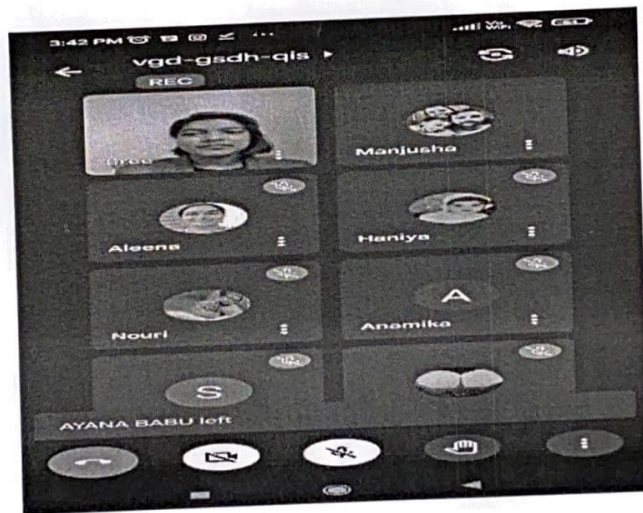 3:42 PM
vgd-gsdh-qis
REC
Manjusha
Aleena
Haniya
Nouri
Anamika
A
S
AYANA BABU left